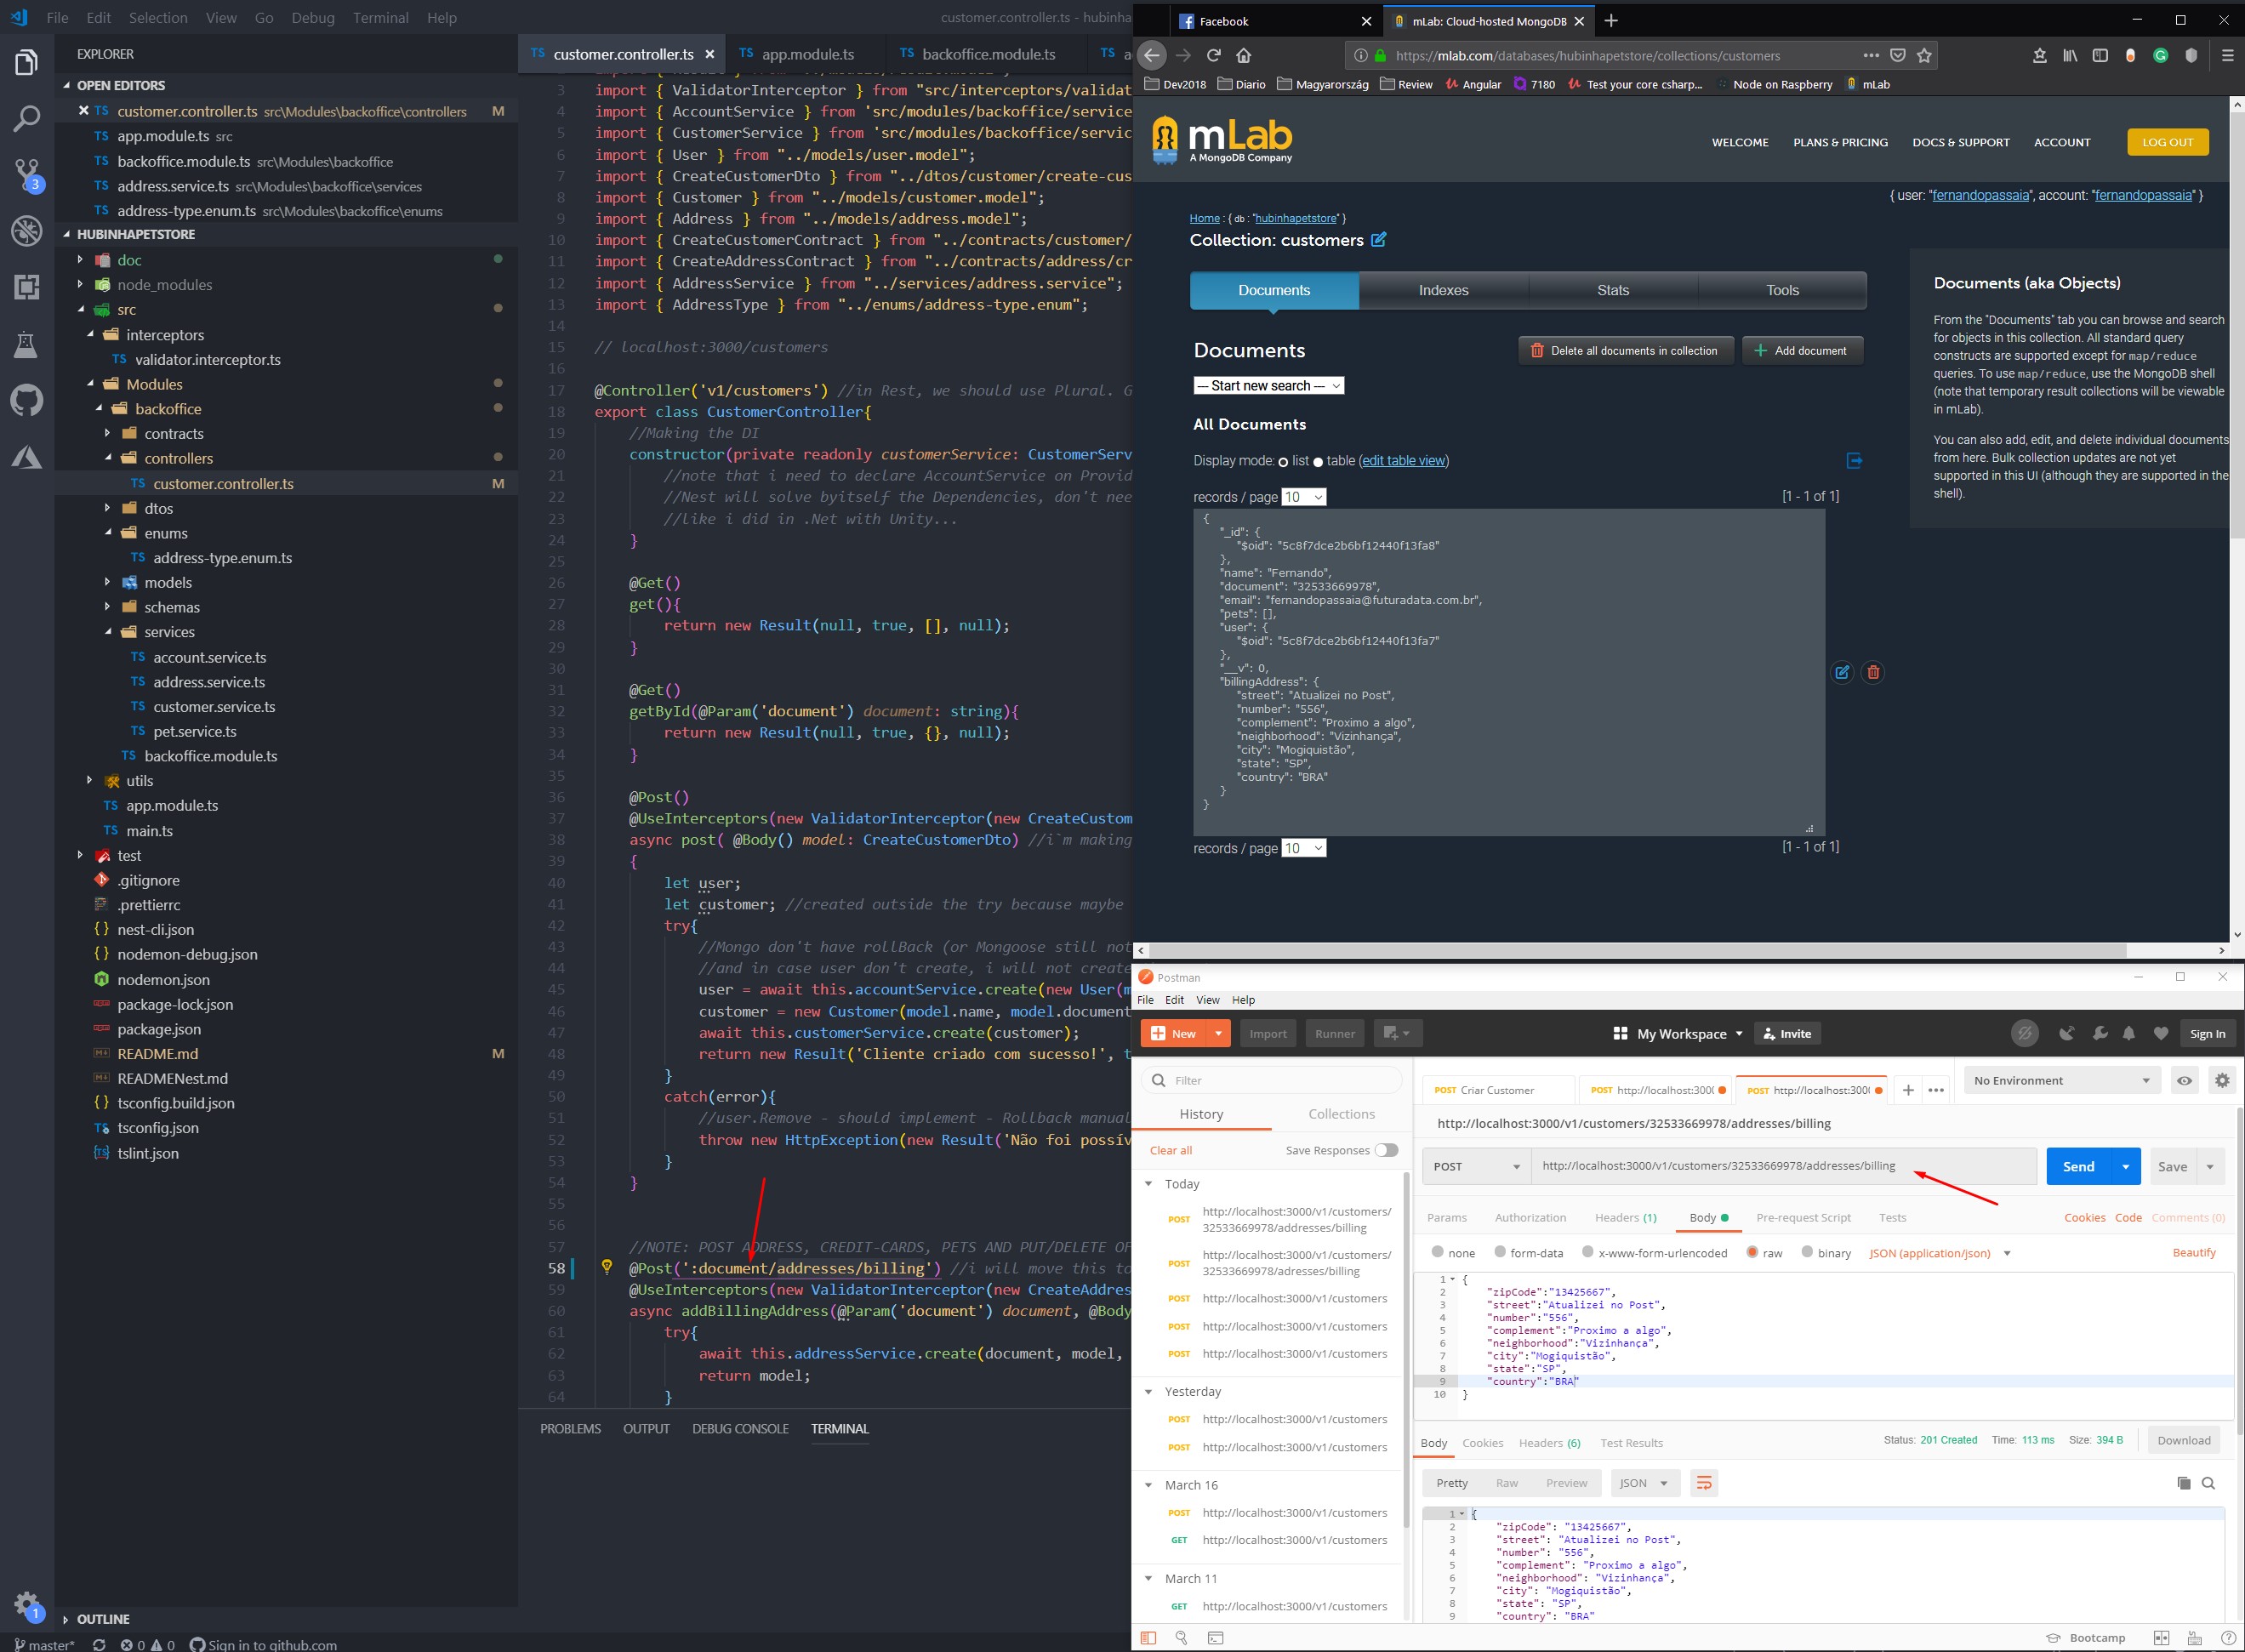 File Edit Selection View Go Debug Terminal Help
customer.controller.ts - hubinha
EXPLORER
OPEN EDITORS
customer.controller.ts src\Modules\backoffice\controllers M
app.module.ts src
backoffice.module.ts src\Modules\backoffice
address.service.ts src\Modules\backoffice\services
address-type.enum.ts src\Modules\backoffice\enums
HUBINHAPETSTORE
doc
node_modules
src
interceptors
TS validator.interceptor.ts
Modules
backoffice
contracts
controllers
TS customer.controller.ts M
dtos
enums
TS address-type.enum.ts
models
schemas
services
TS account.service.ts
TS address.service.ts
TS customer.service.ts
TS pet.service.ts
TS backoffice.module.ts
utils
TS app.module.ts
TS main.ts
test
.gitignore
.prettierrc
nest-cli.json
nodemon-debug.json
nodemon.json
package-lock.json
package.json
README.md M
READMENest.md
tsconfig.build.json
tsconfig.json
tslint.json
OUTLINE
master* 0 0 Sign in to github.com
TS customer.controller.ts TS app.module.ts TS backoffice.module.ts TS a
3 import { ValidatorInterceptor } from "src/interceptors/validat
4 import { AccountService } from 'src/modules/backoffice/service
5 import { CustomerService } from 'src/modules/backoffice/servic
6 import { User } from "../models/user.model";
7 import { CreateCustomerDto } from "../dtos/customer/create-cus
8 import { Customer } from "../models/customer.model";
9 import { Address } from "../models/address.model";
10 import { CreateCustomerContract } from "../contracts/customer/
11 import { CreateAddressContract } from "../contracts/address/cr
12 import { AddressService } from "../services/address.service";
13 import { AddressType } from "../enums/address-type.enum";
14
15 // localhost:3000/customers
16
17 @Controller('v1/customers') //in Rest, we should use Plural. G
18 export class CustomerController{
19 //Making the DI
20 constructor(private readonly customerService: CustomerServ
21 //note that i need to declare AccountService on Provid
22 //Nest will solve byitself the Dependencies, don't nee
23 //like i did in .Net with Unity...
24 }
25
26 @Get()
27 get(){
28 return new Result(null, true, [], null);
29 }
30
31 @Get()
32 getById(@Param('document') document: string){
33 return new Result(null, true, {}, null);
34 }
35
36 @Post()
37 @UseInterceptors(new ValidatorInterceptor(new CreateCustom
38 async post( @Body() model: CreateCustomerDto) //i`m making
39 {
40 let user;
41 let customer; //created outside the try because maybe
42 try{
43 //Mongo don't have rollBack (or Mongoose still not
44 //and in case user don't create, i will not create
45 user = await this.accountService.create(new User(m
46 customer = new Customer(model.name, model.document
47 await this.customerService.create(customer);
48 return new Result('Cliente criado com sucesso!', t
49 }
50 catch(error){
51 //user.Remove - should implement - Rollback manual
52 throw new HttpException(new Result('Não foi possív
53 }
54 }
55
56
57 //NOTE: POST ADDRESS, CREDIT-CARDS, PETS AND PUT/DELETE OF
58 @Post(':document/addresses/billing') //i will move this to
59 @UseInterceptors(new ValidatorInterceptor(new CreateAddres
60 async addBillingAddress(@Param('document') document, @Body
61 try{
62 await this.addressService.create(document, model,
63 return model;
64 }
PROBLEMS OUTPUT DEBUG CONSOLE TERMINAL
Facebook mLab: Cloud-hosted MongoDB
https://mlab.com/databases/hubinhapetstore/collections/customers
Dev2018 Diario Magyarország Review Angular 7180 Test your core csharp... Node on Raspberry mLab
mLab
A MongoDB Company
WELCOME PLANS & PRICING DOCS & SUPPORT ACCOUNT LOG OUT
{ user: "fernandopassaia", account: "fernandopassaia" }
Home : { db : "hubinhapetstore" }
Collection: customers
Documents Indexes Stats Tools
Documents
Delete all documents in collection Add document
--- Start new search ---
All Documents
Display mode: list table (edit table view)
records / page 10 [1 - 1 of 1]
{
"_id": {
"$oid": "5c8f7dce2b6bf12440f13fa8"
},
"name": "Fernando",
"document": "32533669978",
"email": "fernandopassaia@futuradata.com.br",
"pets": [],
"user": {
"$oid": "5c8f7dce2b6bf12440f13fa7"
},
"__v": 0,
"billingAddress": {
"street": "Atualizei no Post",
"number": "556",
"complement": "Proximo a algo",
"neighborhood": "Vizinhança",
"city": "Mogiquistão",
"state": "SP",
"country": "BRA"
}
}
records / page 10 [1 - 1 of 1]
Documents (aka Objects)
From the "Documents" tab you can browse and search
for objects in this collection. All standard query
constructs are supported except for map/reduce
queries. To use map/reduce, use the MongoDB shell
(note that temporary result collections will be viewable
in mLab).
You can also add, edit, and delete individual documents
from here. Bulk collection updates are not yet
supported in this UI (although they are supported in the
shell).
Postman
File Edit View Help
New Import Runner My Workspace Invite Sign In
Filter
History Collections
Clear all Save Responses
Today
POST http://localhost:3000/v1/customers/
32533669978/addresses/billing
POST http://localhost:3000/v1/customers/
32533669978/adresses/billing
POST http://localhost:3000/v1/customers
POST http://localhost:3000/v1/customers
POST http://localhost:3000/v1/customers
Yesterday
POST http://localhost:3000/v1/customers
POST http://localhost:3000/v1/customers
March 16
POST http://localhost:3000/v1/customers
GET http://localhost:3000/v1/customers
March 11
GET http://localhost:3000/v1/customers
POST Criar Customer POST http://localhost:300 POST http://localhost:300
No Environment
http://localhost:3000/v1/customers/32533669978/addresses/billing
POST http://localhost:3000/v1/customers/32533669978/addresses/billing Send Save
Params Authorization Headers (1) Body Pre-request Script Tests Cookies Code Comments (0)
none form-data x-www-form-urlencoded raw binary JSON (application/json) Beautify
1 {
2 "zipCode":"13425667",
3 "street":"Atualizei no Post",
4 "number":"556",
5 "complement":"Proximo a algo",
6 "neighborhood":"Vizinhança",
7 "city":"Mogiquistão",
8 "state":"SP",
9 "country":"BRA"
10 }
Body Cookies Headers (6) Test Results Status: 201 Created Time: 113 ms Size: 394 B Download
Pretty Raw Preview JSON
1 {
2 "zipCode": "13425667",
3 "street": "Atualizei no Post",
4 "number": "556",
5 "complement": "Proximo a algo",
6 "neighborhood": "Vizinhança",
7 "city": "Mogiquistão",
8 "state": "SP",
9 "country": "BRA"
Bootcamp